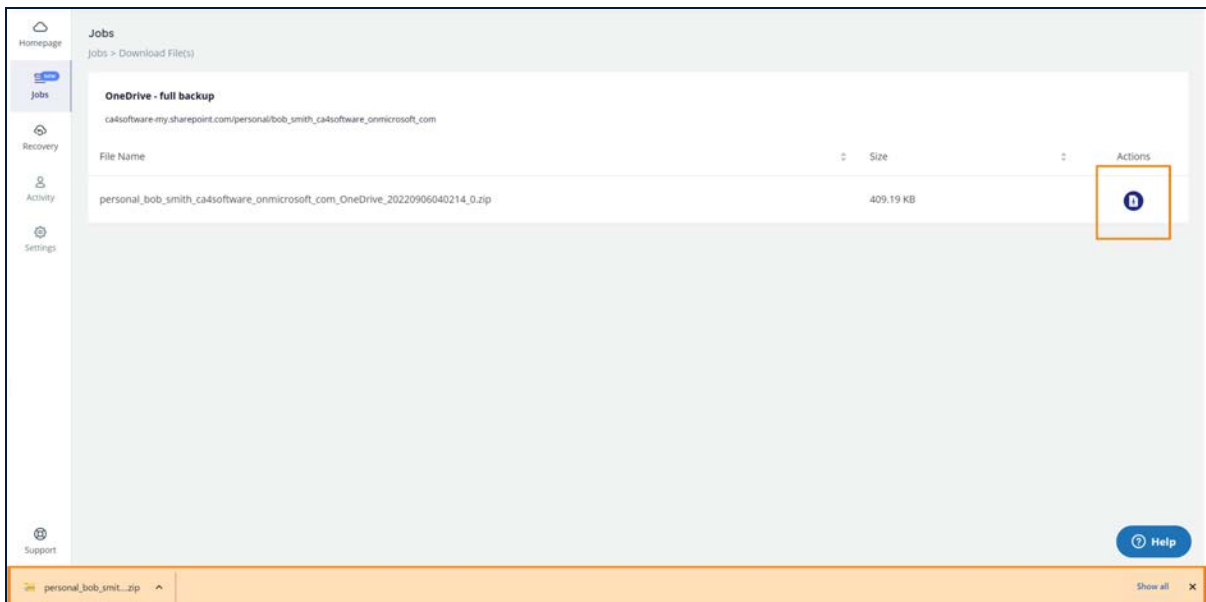 Homepage
NEW
Jobs
Recovery
Activity
Settings
Support
Jobs
Jobs > Download File(s)
OneDrive - full backup
ca4software-my.sharepoint.com/personal/bob_smith_ca4software_onmicrosoft_com
File Name Size Actions
personal_bob_smith_ca4software_onmicrosoft_com_OneDrive_20220906040214_0.zip 409.19 KB
Help
personal_bob_smit....zip Show all